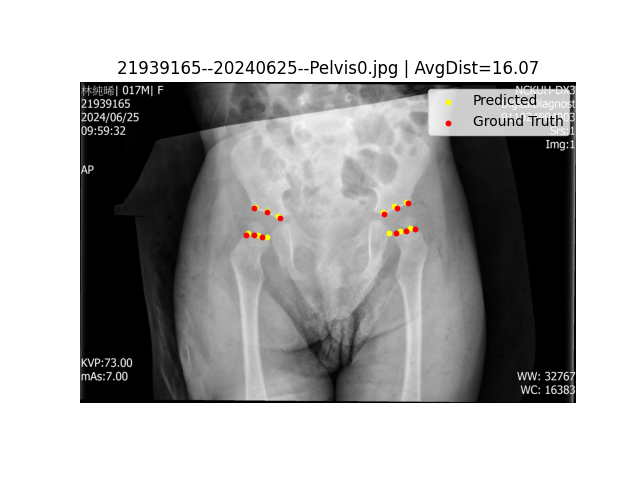 21939165--20240625--Pelvis0.jpg | AvgDist=16.07
林純晞| 017M| F
21939165
2024/06/25
09:59:32
AP
NCKUH-DX3
Predicted
Ground Truth
Srs:1
Img:1
KVP:73.00
mAs:7.00
WW: 32767
WC: 16383